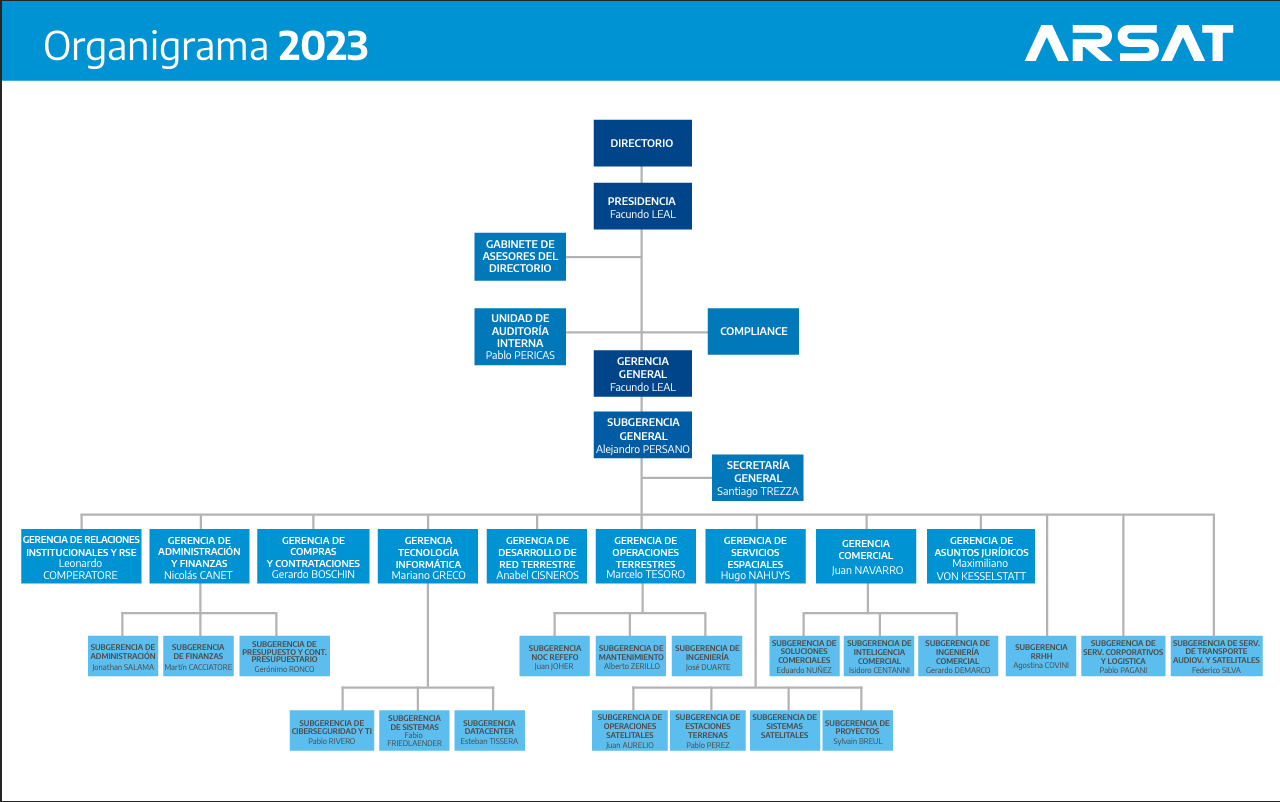 Organigrama 2023
ARSAT
DIRECTORIO
PRESIDENCIA
Facundo LEAL
GABINETE DE
ASESORES DEL
DIRECTORIO
UNIDAD DE
AUDITORÍA
INTERNA
Pablo PERICAS
COMPLIANCE
GERENCIA
GENERAL
Facundo LEAL
SUBGERENCIA
GENERAL
Alejandro PERSANO
SECRETARÍA
GENERAL
Santiago TREZZA
GERENCIA DE RELACIONES
INSTITUCIONALES Y RSE
Leonardo
COMPERATORE
GERENCIA DE
ADMINISTRACIÓN
Y FINANZAS
Nicolás CANET
GERENCIA DE
COMPRAS
Y CONTRATACIONES
Gerardo BOSCHIN
GERENCIA
TECNOLOGÍA
INFORMÁTICA
Mariano GRECO
GERENCIA DE
DESARROLLO DE
RED TERRESTRE
Anabel CISNEROS
GERENCIA DE
OPERACIONES
TERRESTRES
Marcelo TESORO
GERENCIA DE
SERVICIOS
ESPACIALES
Hugo NAHUYS
GERENCIA
COMERCIAL
Juan NAVARRO
GERENCIA DE
ASUNTOS JURÍDICOS
Maximiliano
VON KESSELSTATT
SUBGERENCIA DE
ADMINISTRACIÓN
Jonathan SALAMA
SUBGERENCIA
DE FINANZAS
Martín CACCIATORE
SUBGERENCIA DE
PRESUPUESTO Y CONT.
PRESUPUESTARIO
Gerónimo RONCO
SUBGERENCIA
NOC REFEFO
Juan JOHER
SUBGERENCIA DE
MANTENIMIENTO
Alberto ZERILLO
SUBGERENCIA DE
INGENIERÍA
José DUARTE
SUBGERENCIA DE
SOLUCIONES
COMERCIALES
Eduardo NUÑEZ
SUBGERENCIA DE
INTELIGENCIA
COMERCIAL
Isidoro CENTANNI
SUBGERENCIA DE
INGENIERÍA
COMERCIAL
Gerardo DEMARCO
SUBGERENCIA
RRHH
Agostina COVINI
SUBGERENCIA DE
SERV. CORPORATIVOS
Y LOGISTICA
Pablo PAGANI
SUBGERENCIA DE SERV.
DE TRANSPORTE
AUDIOV. Y SATELITALES
Federico SILVA
SUBGERENCIA DE
CIBERSEGURIDAD Y TI
Pablo RIVERO
SUBGERENCIA
DE SISTEMAS
Fabio
FRIEDLAENDER
SUBGERENCIA
DATACENTER
Esteban TISSERA
SUBGERENCIA DE
OPERACIONES
SATELITALES
Juan AURELIO
SUBGERENCIA DE
ESTACIONES
TERRENAS
Pablo PEREZ
SUBGERENCIA DE
SISTEMAS
SATELITALES
SUBGERENCIA DE
PROYECTOS
Sylvain BREUL